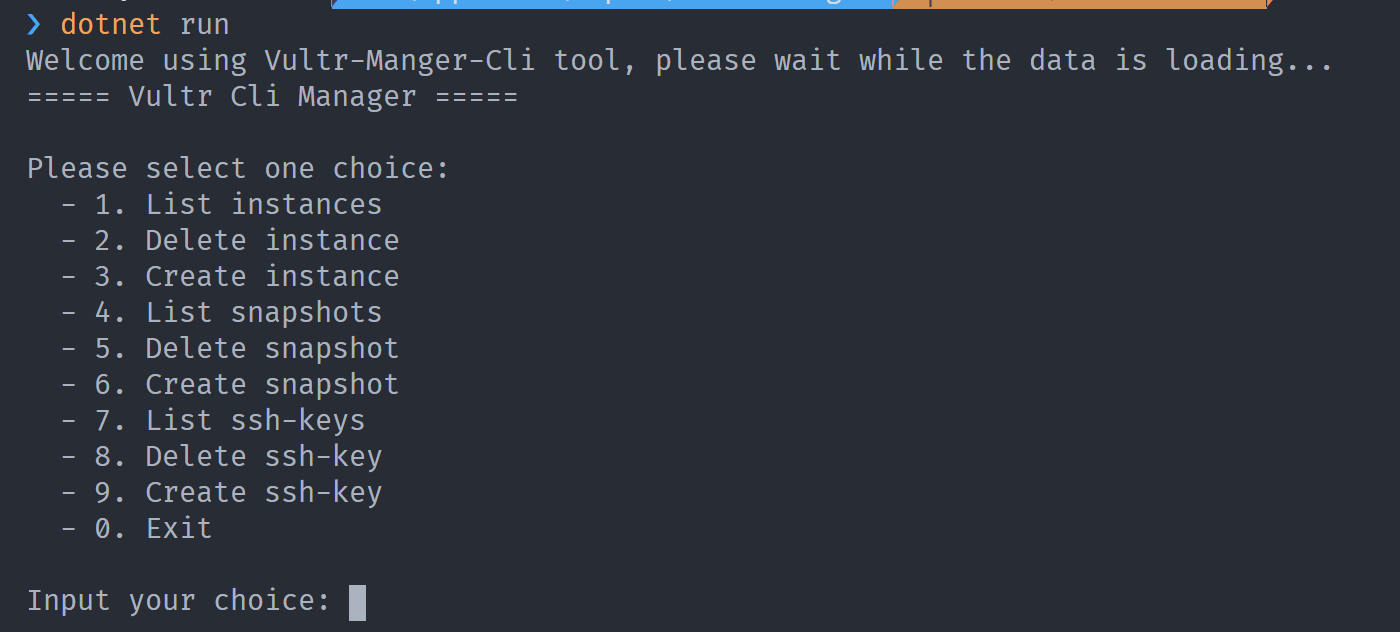 ❯ dotnet run
Welcome using Vultr-Manger-Cli tool, please wait while the data is loading...
===== Vultr Cli Manager =====
Please select one choice:
- 1. List instances
- 2. Delete instance
- 3. Create instance
- 4. List snapshots
- 5. Delete snapshot
- 6. Create snapshot
- 7. List ssh-keys
- 8. Delete ssh-key
- 9. Create ssh-key
- 0. Exit
Input your choice: